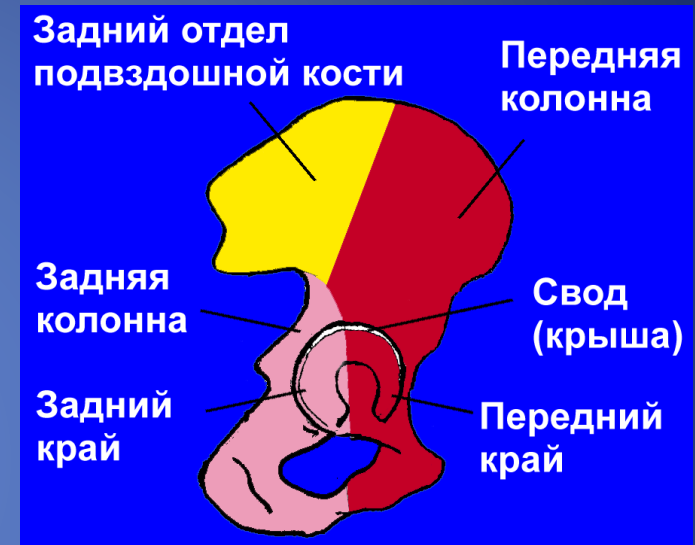 Задний отдел
подвздошной кости
Передняя
колонна
Задняя
колонна
Свод
(крыша)
Задний
край
Передний
край